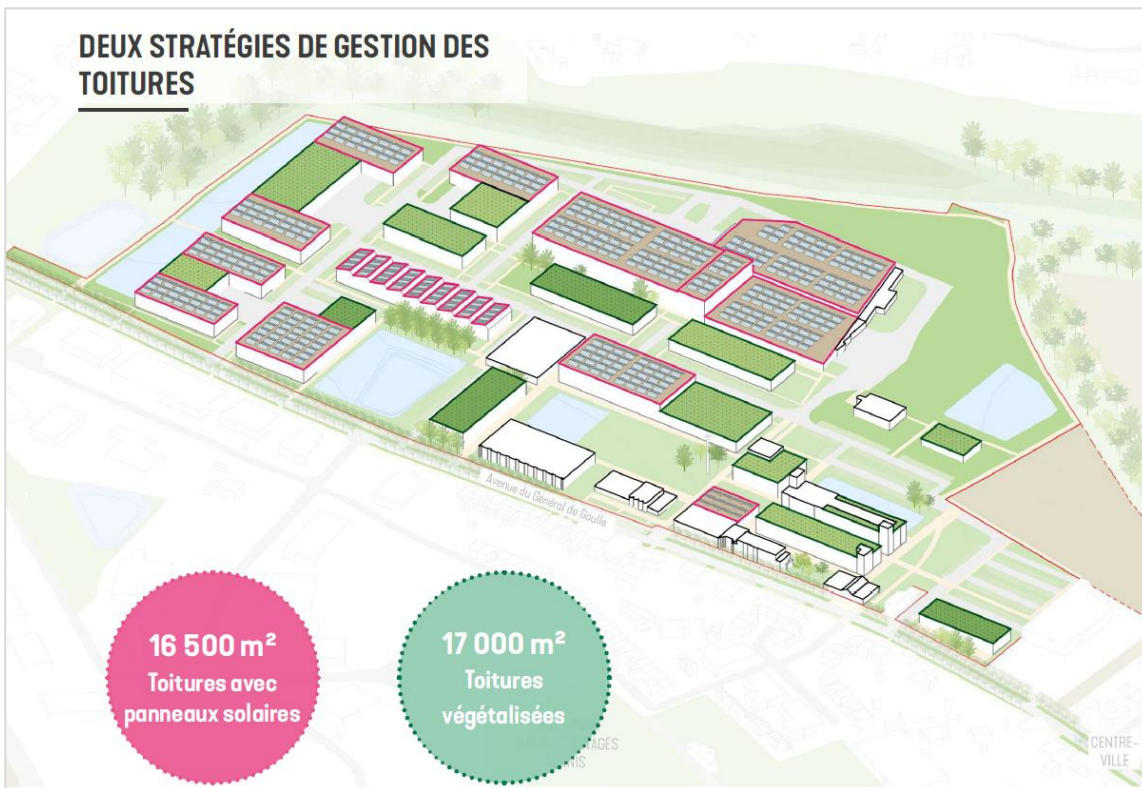 DEUX STRATÉGIES DE GESTION DES
TOITURES
Avenue du Général de Gaulle
16 500 m²
Toitures avec
panneaux solaires
17 000 m²
Toitures
végétalisées
CENTRE-
VILLE